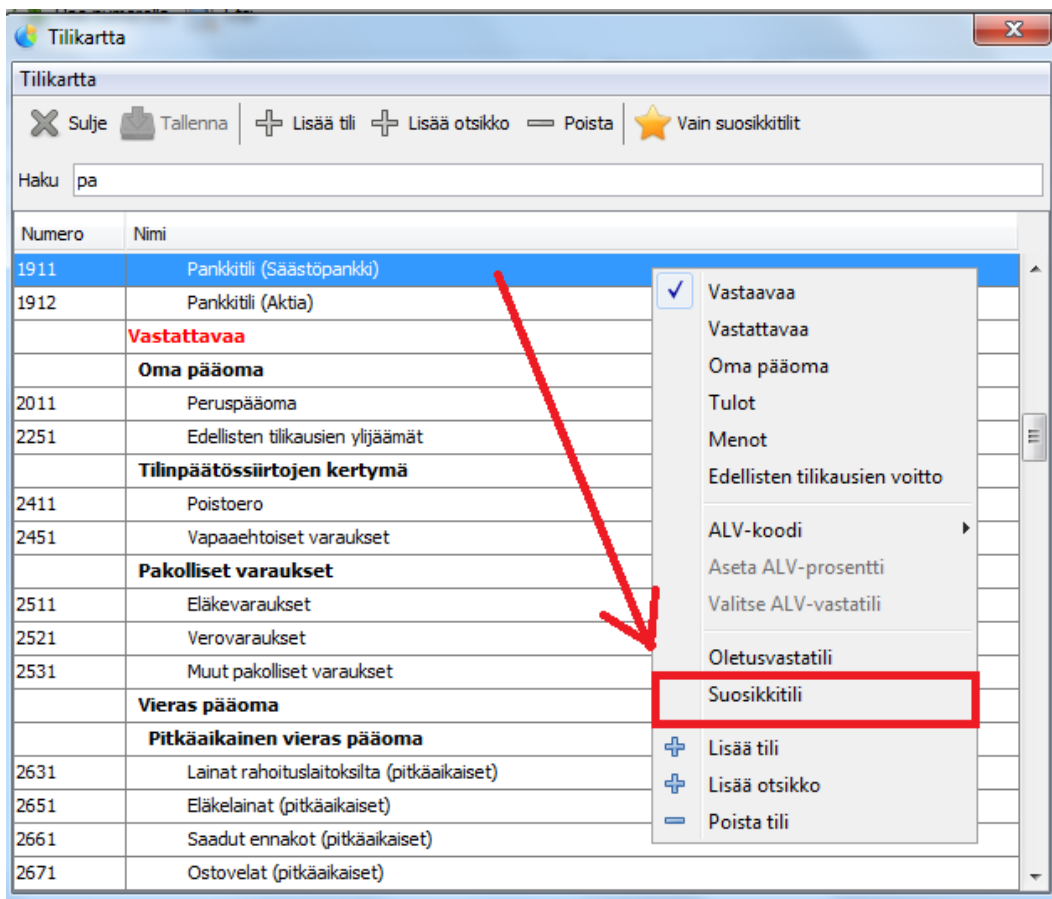 Tilikartta
Tilikartta
Sulje Tallenna Lisää tili Lisää otsikko Poista Vain suosikkitilit
Haku pa
Numero Nimi
1911 Pankkitili (Säästöpankki)
1912 Pankkitili (Aktia)
Vastattavaa
Oma pääoma
2011 Peruspääoma
2251 Edellisten tilikausien ylijäämät
Tilinpäätössiirtojen kertymä
2411 Poistoero
2451 Vapaaehtoiset varaukset
Pakolliset varaukset
2511 Eläkevaraukset
2521 Verovaraukset
2531 Muut pakolliset varaukset
Vieras pääoma
Pitkäaikainen vieras pääoma
2631 Lainat rahoituslaitoksilta (pitkäaikaiset)
2651 Eläkelainat (pitkäaikaiset)
2661 Saadut ennakot (pitkäaikaiset)
2671 Ostovelat (pitkäaikaiset)
Vastaavaa
Vastattavaa
Oma pääoma
Tulot
Menot
Edellisten tilikausien voitto
ALV-koodi
Aseta ALV-prosentti
Valitse ALV-vastatili
Oletusvastatili
Suosikkitili
Lisää tili
Lisää otsikko
Poista tili